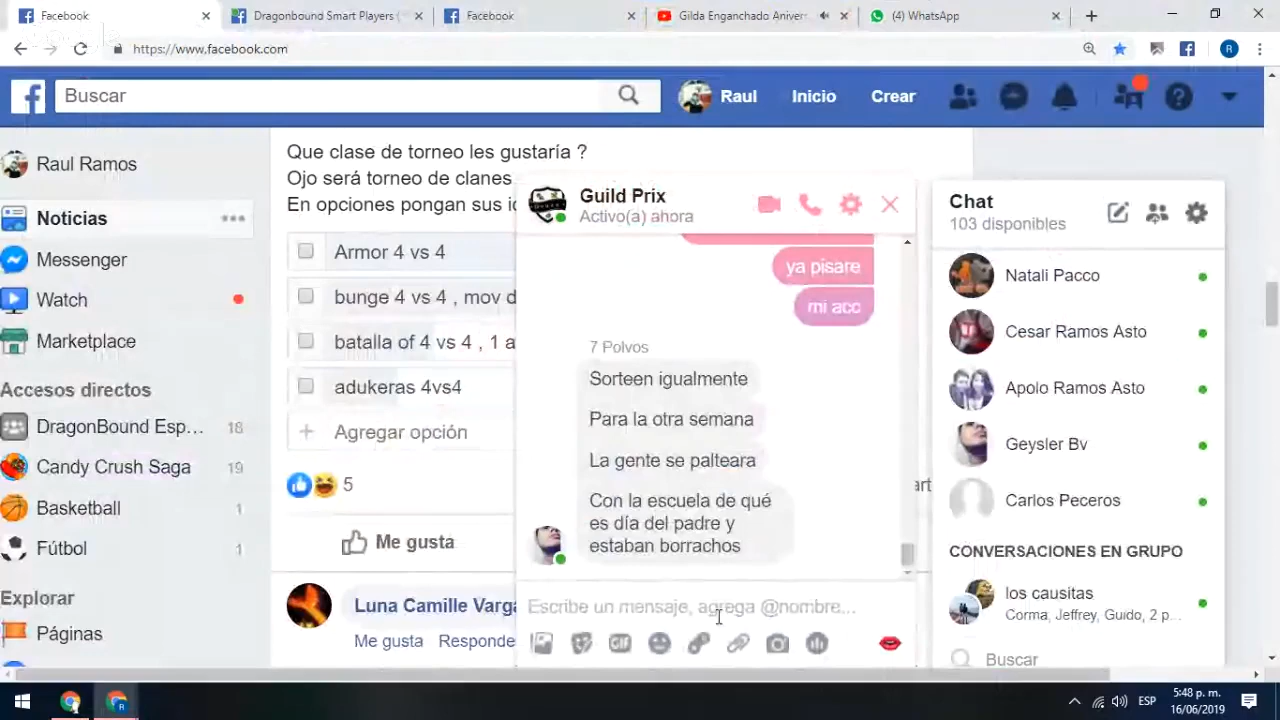 Facebook
Dragonbound Smart Players
Facebook
Gilda Enganchado Aniver
(4) WhatsApp
https://www.facebook.com
R
Buscar
Raul
Inicio
Crear
Raul Ramos
Noticias
Messenger
Watch
Marketplace
Accesos directos
DragonBound Esp... 18
Candy Crush Saga 19
Basketball 1
Fútbol 1
Explorar
Páginas
Que clase de torneo les gustaría ?
Ojo será torneo de clanes
En opciones pongan sus
Armor 4 vs 4
bunge 4 vs 4 , mov d
batalla of 4 vs 4 , 1 a
adukeras 4vs4
Agregar opción
5
art
Me gusta
Luna Camille Varga
Me gusta Responde
Guild Prix
Activo(a) ahora
ya pisare
mi acc
7 Polvos
Sorteen igualmente
Para la otra semana
La gente se palteara
Con la escuela de qué
es día del padre y
estaban borrachos
Escribe un mensaje, agrega @nombre...
GIF
Chat
103 disponibles
Natali Pacco
Cesar Ramos Asto
Apolo Ramos Asto
Geysler Bv
Carlos Peceros
CONVERSACIONES EN GRUPO
los causitas
Corma, Jeffrey, Guido, 2 p...
Buscar
ESP
5:48 p. m.
16/06/2019